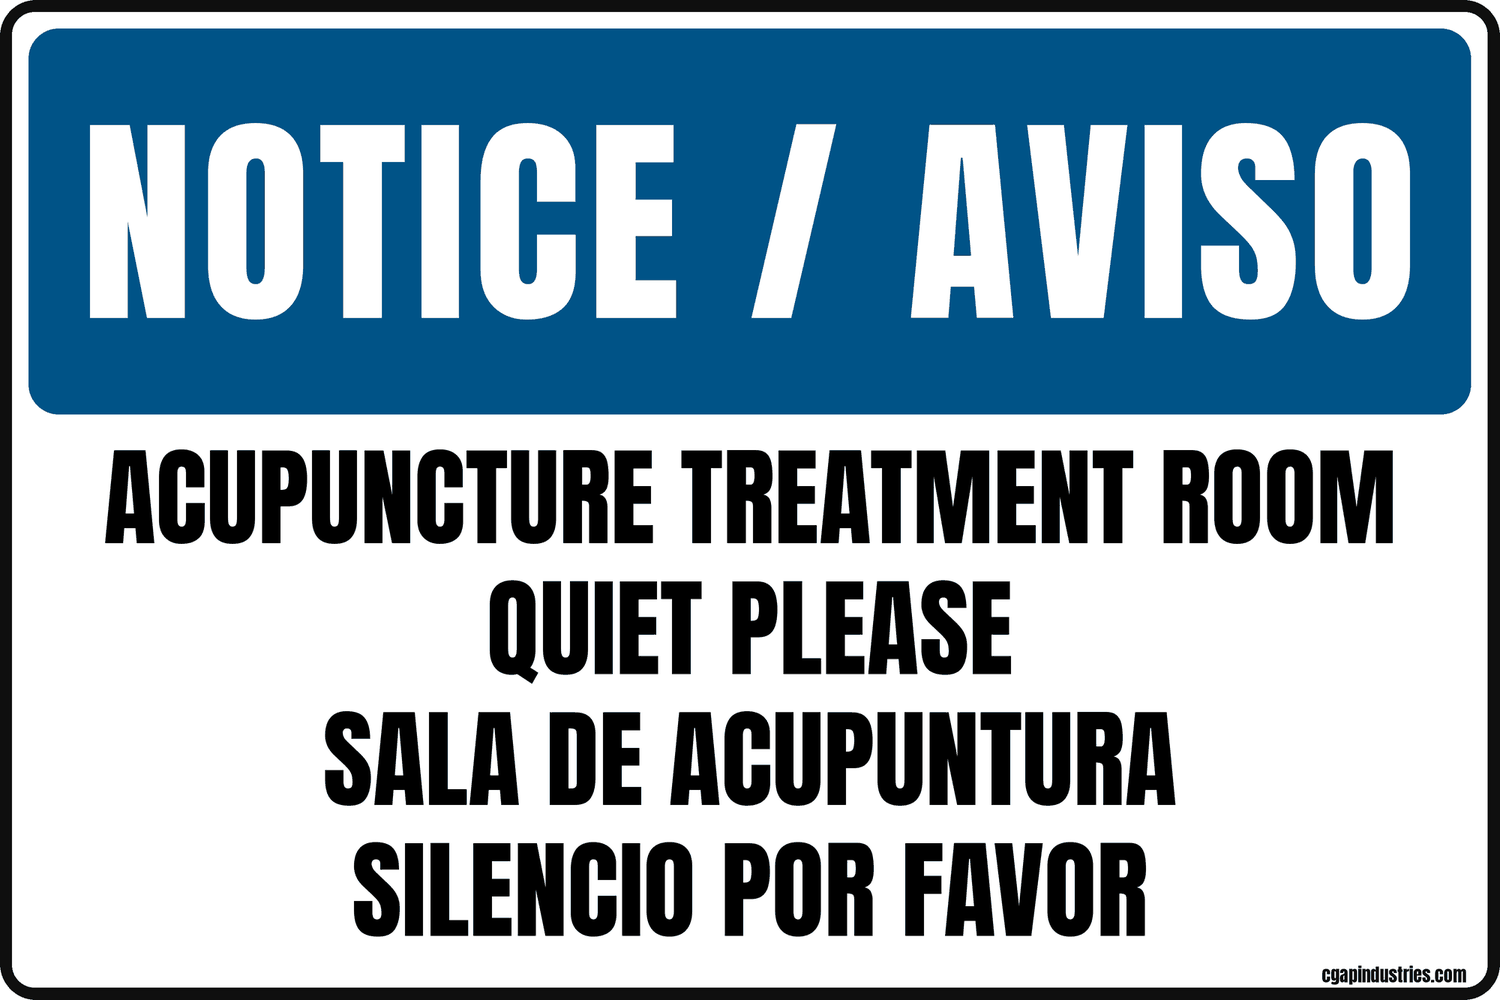 NOTICE / AVISO
ACUPUNCTURE TREATMENT ROOM
QUIET PLEASE
SALA DE ACUPUNTURA
SILENCIO POR FAVOR
cgapindustries.com